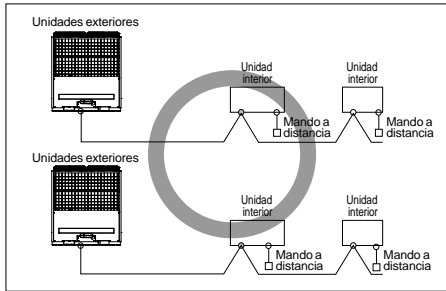 Unidades exteriores
Unidad
interior
Unidad
interior
Mando a
distancia
Mando a
distancia
Unidades exteriores
Unidad
interior
Unidad
interior
Mando a
distancia
Mando a
distancia